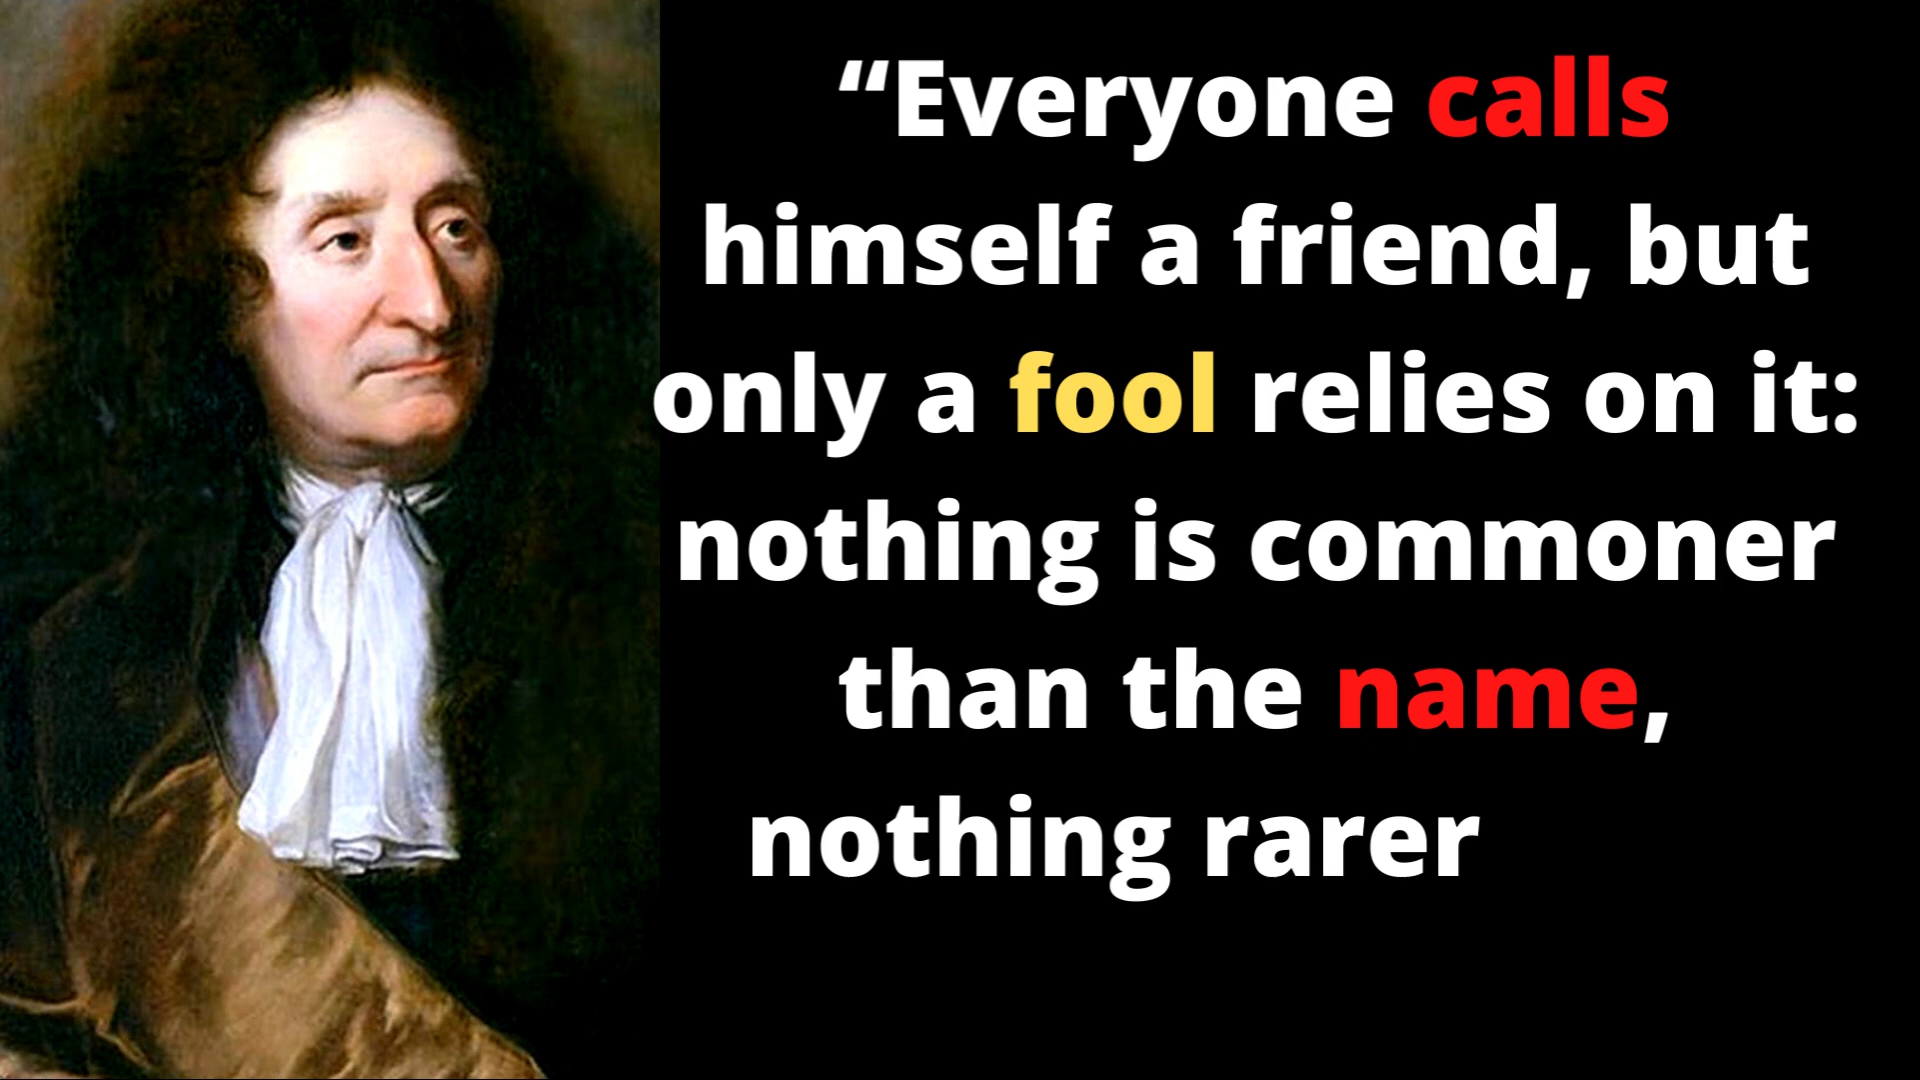 “Everyone calls
himself a friend, but
only a fool relies on it:
nothing is commoner
than the name,
nothing rarer